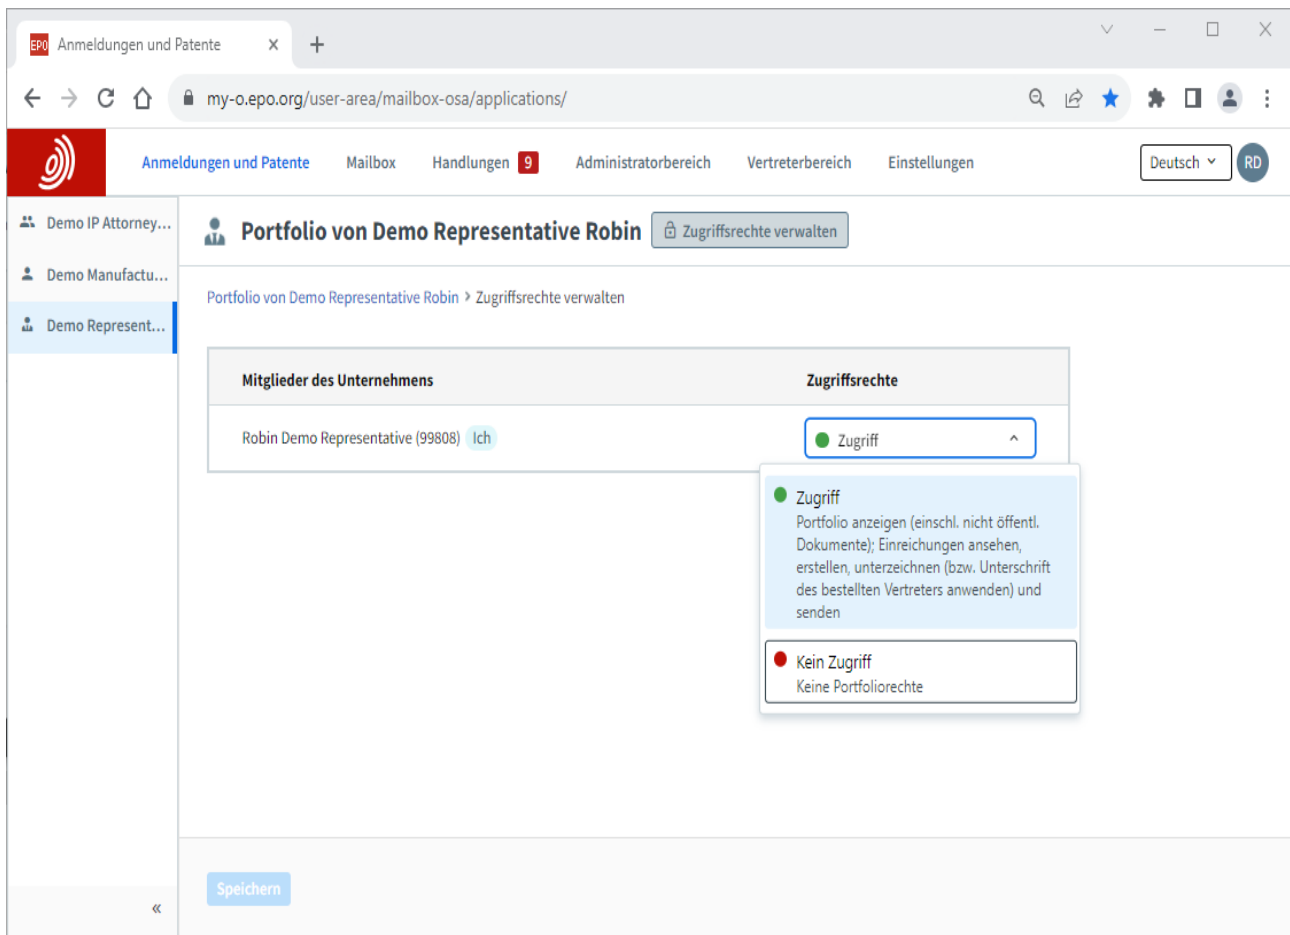 EPO Anmeldungen und Patente
my-o.epo.org/user-area/mailbox-osa/applications/
Anmeldungen und Patente Mailbox Handlungen 9 Administratorbereich Vertreterbereich Einstellungen Deutsch RD
Demo IP Attorney...
Demo Manufactu...
Demo Represent...
Portfolio von Demo Representative Robin Zugriffsrechte verwalten
Portfolio von Demo Representative Robin > Zugriffsrechte verwalten
Mitglieder des Unternehmens Zugriffsrechte
Robin Demo Representative (99808) Ich Zugriff
Zugriff
Portfolio anzeigen (einschl. nicht öffentl.
Dokumente); Einreichungen ansehen,
erstellen, unterzeichnen (bzw. Unterschrift
des bestellten Vertreters anwenden) und
senden
Kein Zugriff
Keine Portfoliorechte
Speichern
«